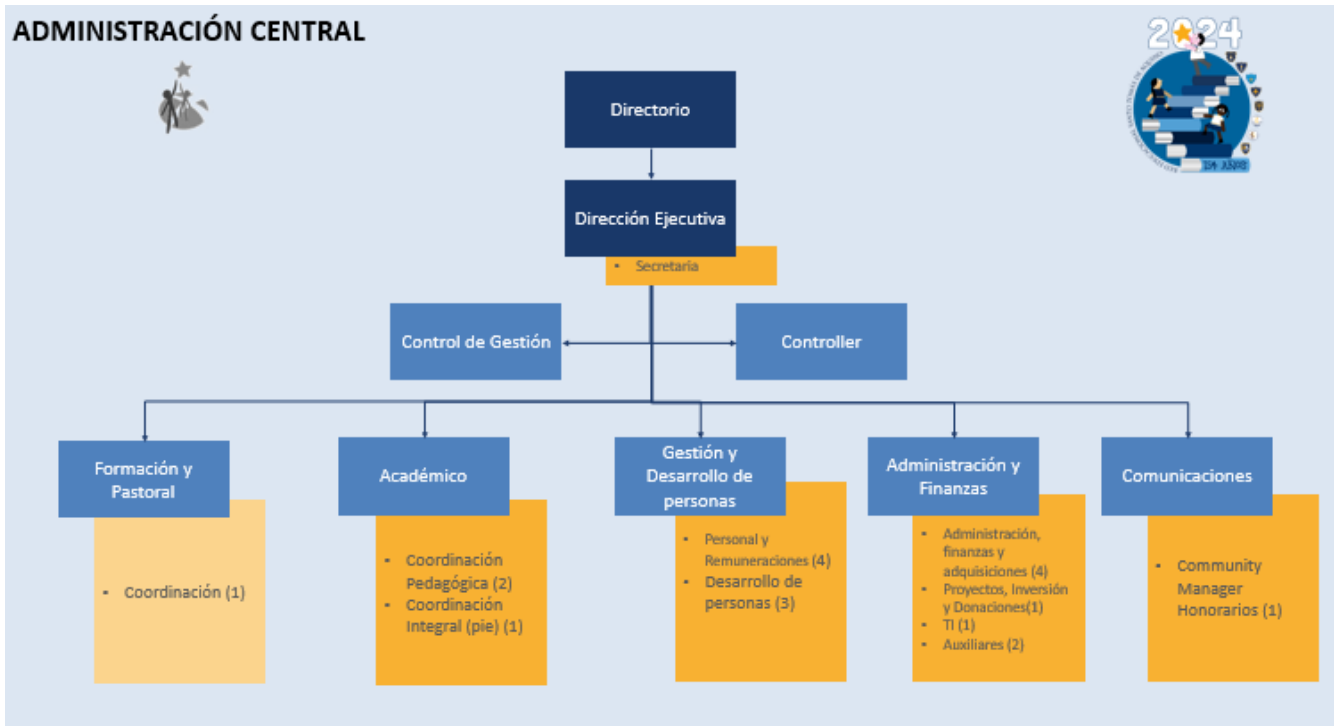 ADMINISTRACIÓN CENTRAL
2024
154 AÑOS
Directorio
Dirección Ejecutiva
▪ Secretaria
Control de Gestión
Controller
Formación y
Pastoral
▪ Coordinación (1)
Académico
▪ Coordinación
Pedagógica (2)
▪ Coordinación
Integral (pie) (1)
Gestión y
Desarrollo de
personas
▪ Personal y
Remuneraciones (4)
▪ Desarrollo de
personas (3)
Administración y
Finanzas
▪ Administración,
finanzas y
adquisiciones (4)
▪ Proyectos, Inversión
y Donaciones(1)
▪ TI (1)
▪ Auxiliares (2)
Comunicaciones
▪ Community
Manager
Honorarios (1)